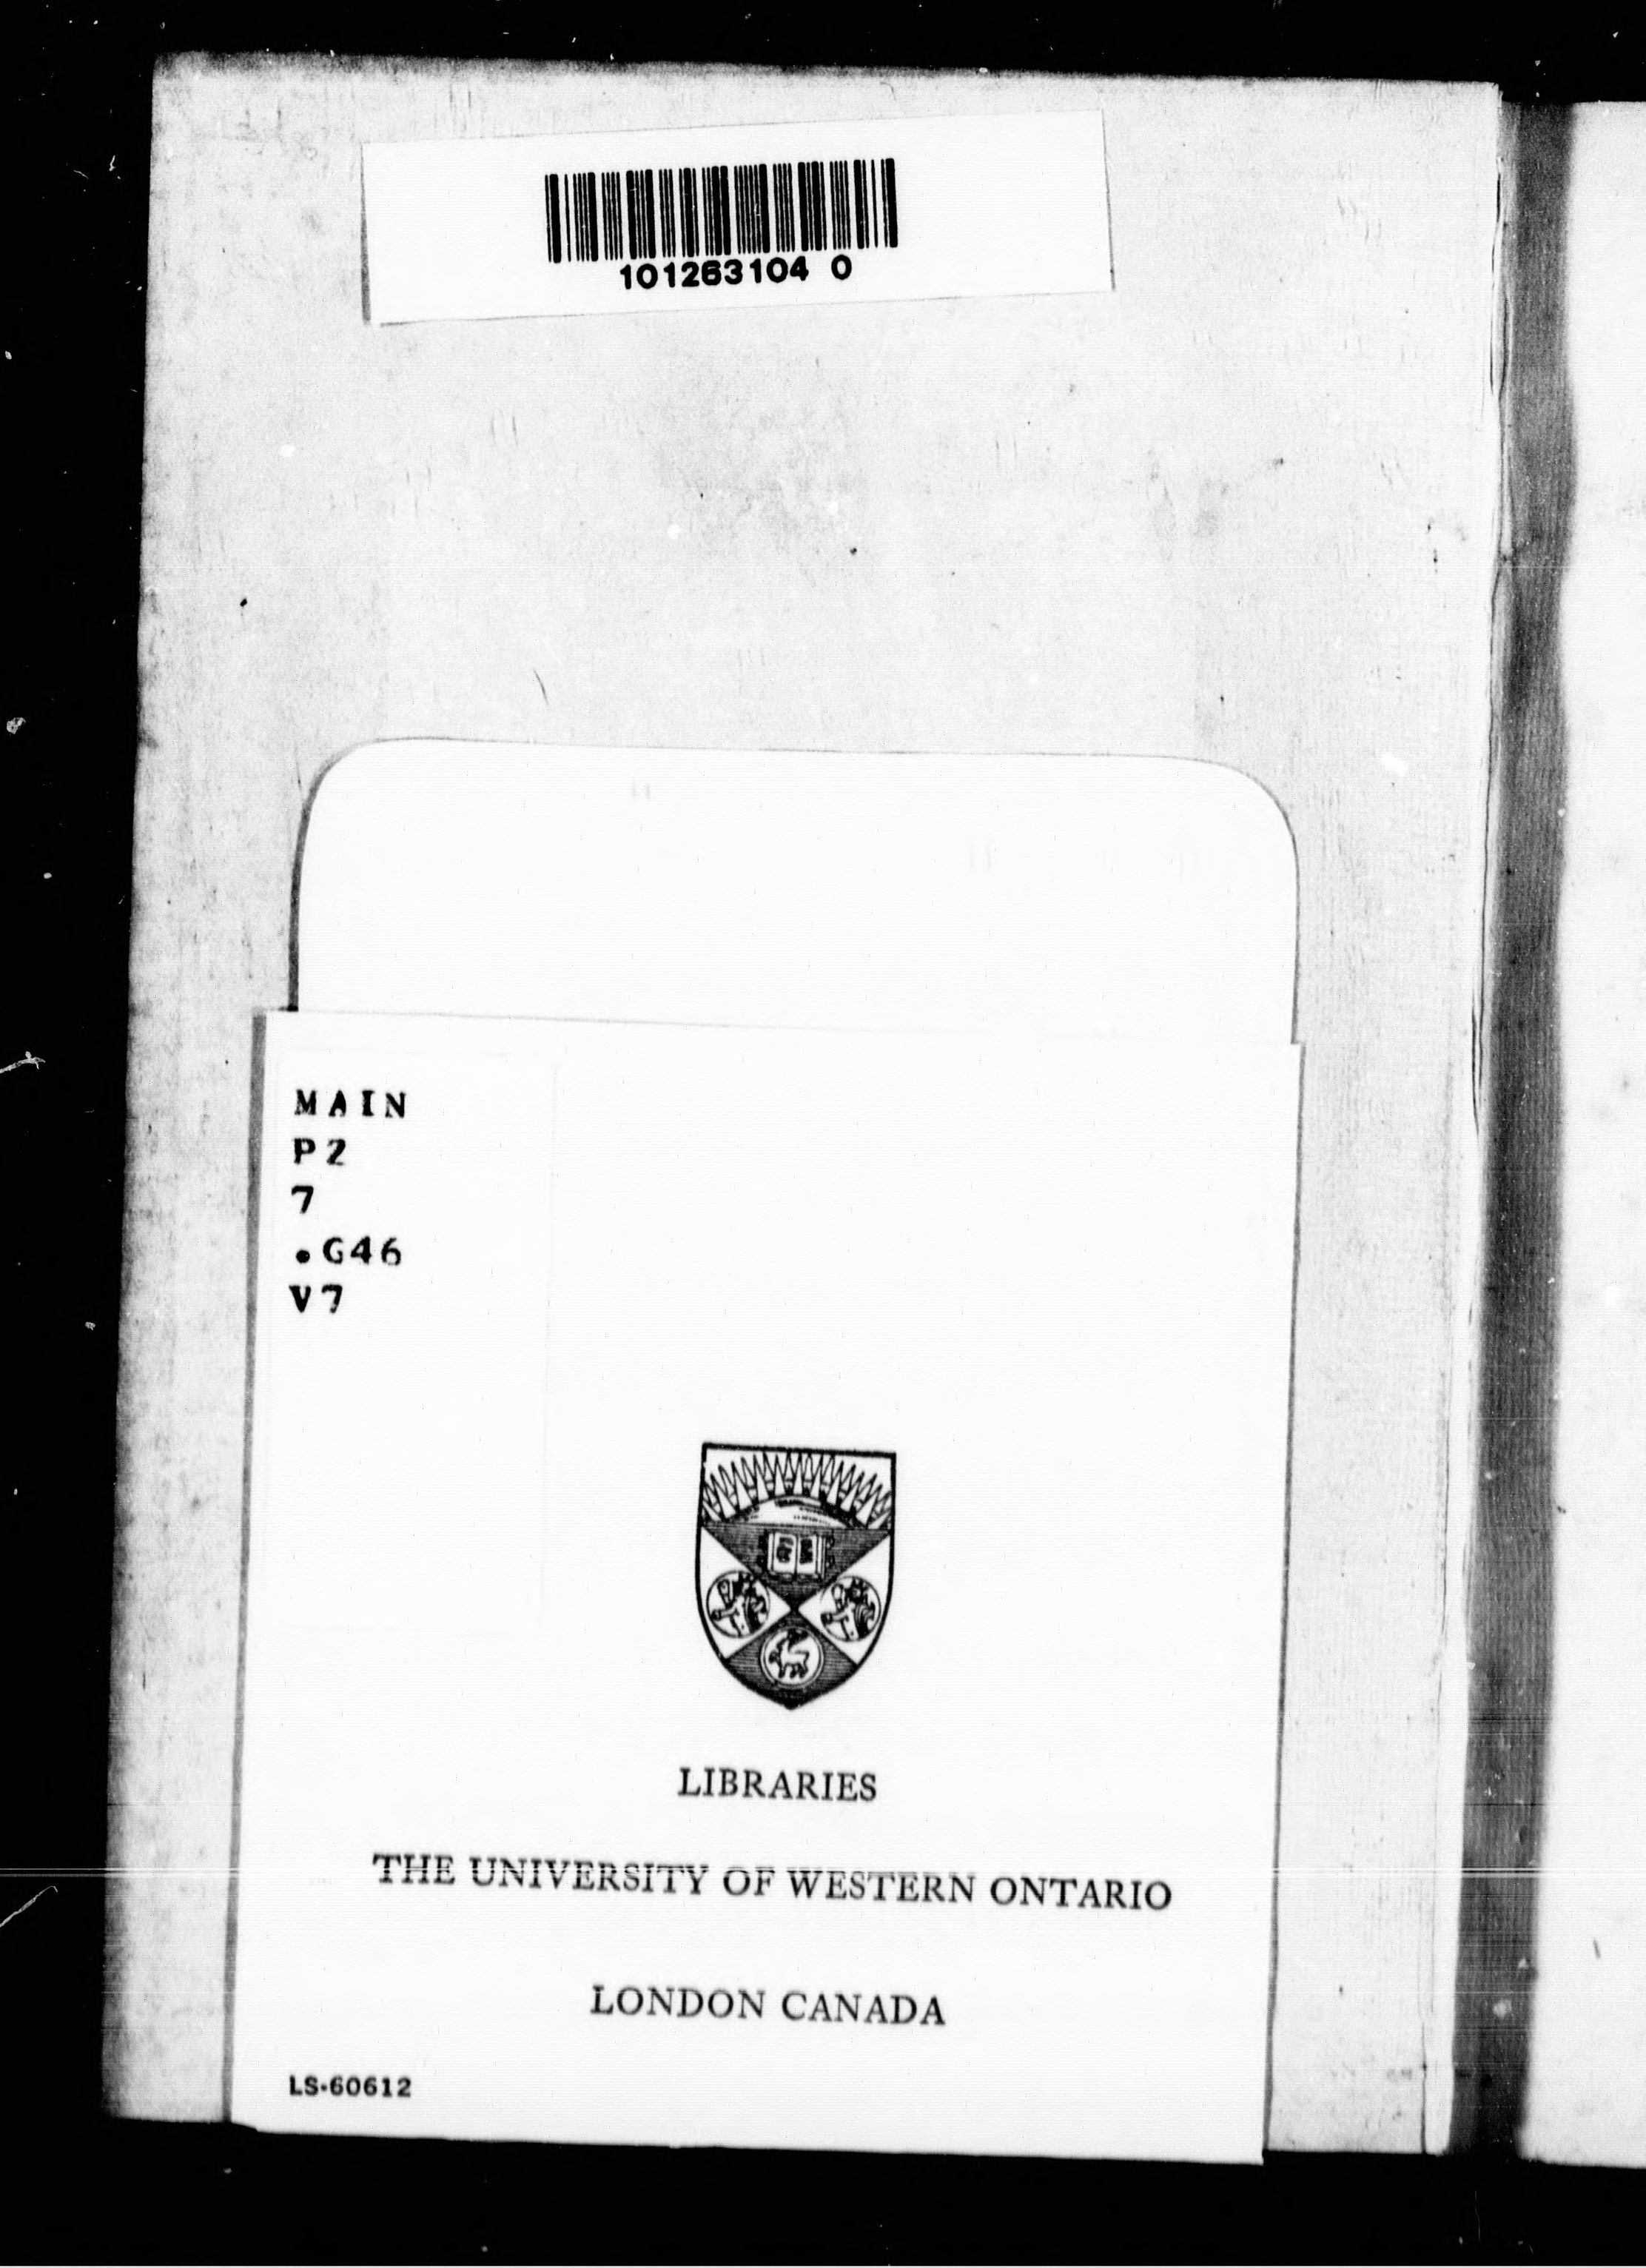 101263104 0
MAIN
PZ
7
.G46
V7
LIBRARIES
THE UNIVERSITY OF WESTERN ONTARIO
LONDON CANADA
LS-60612